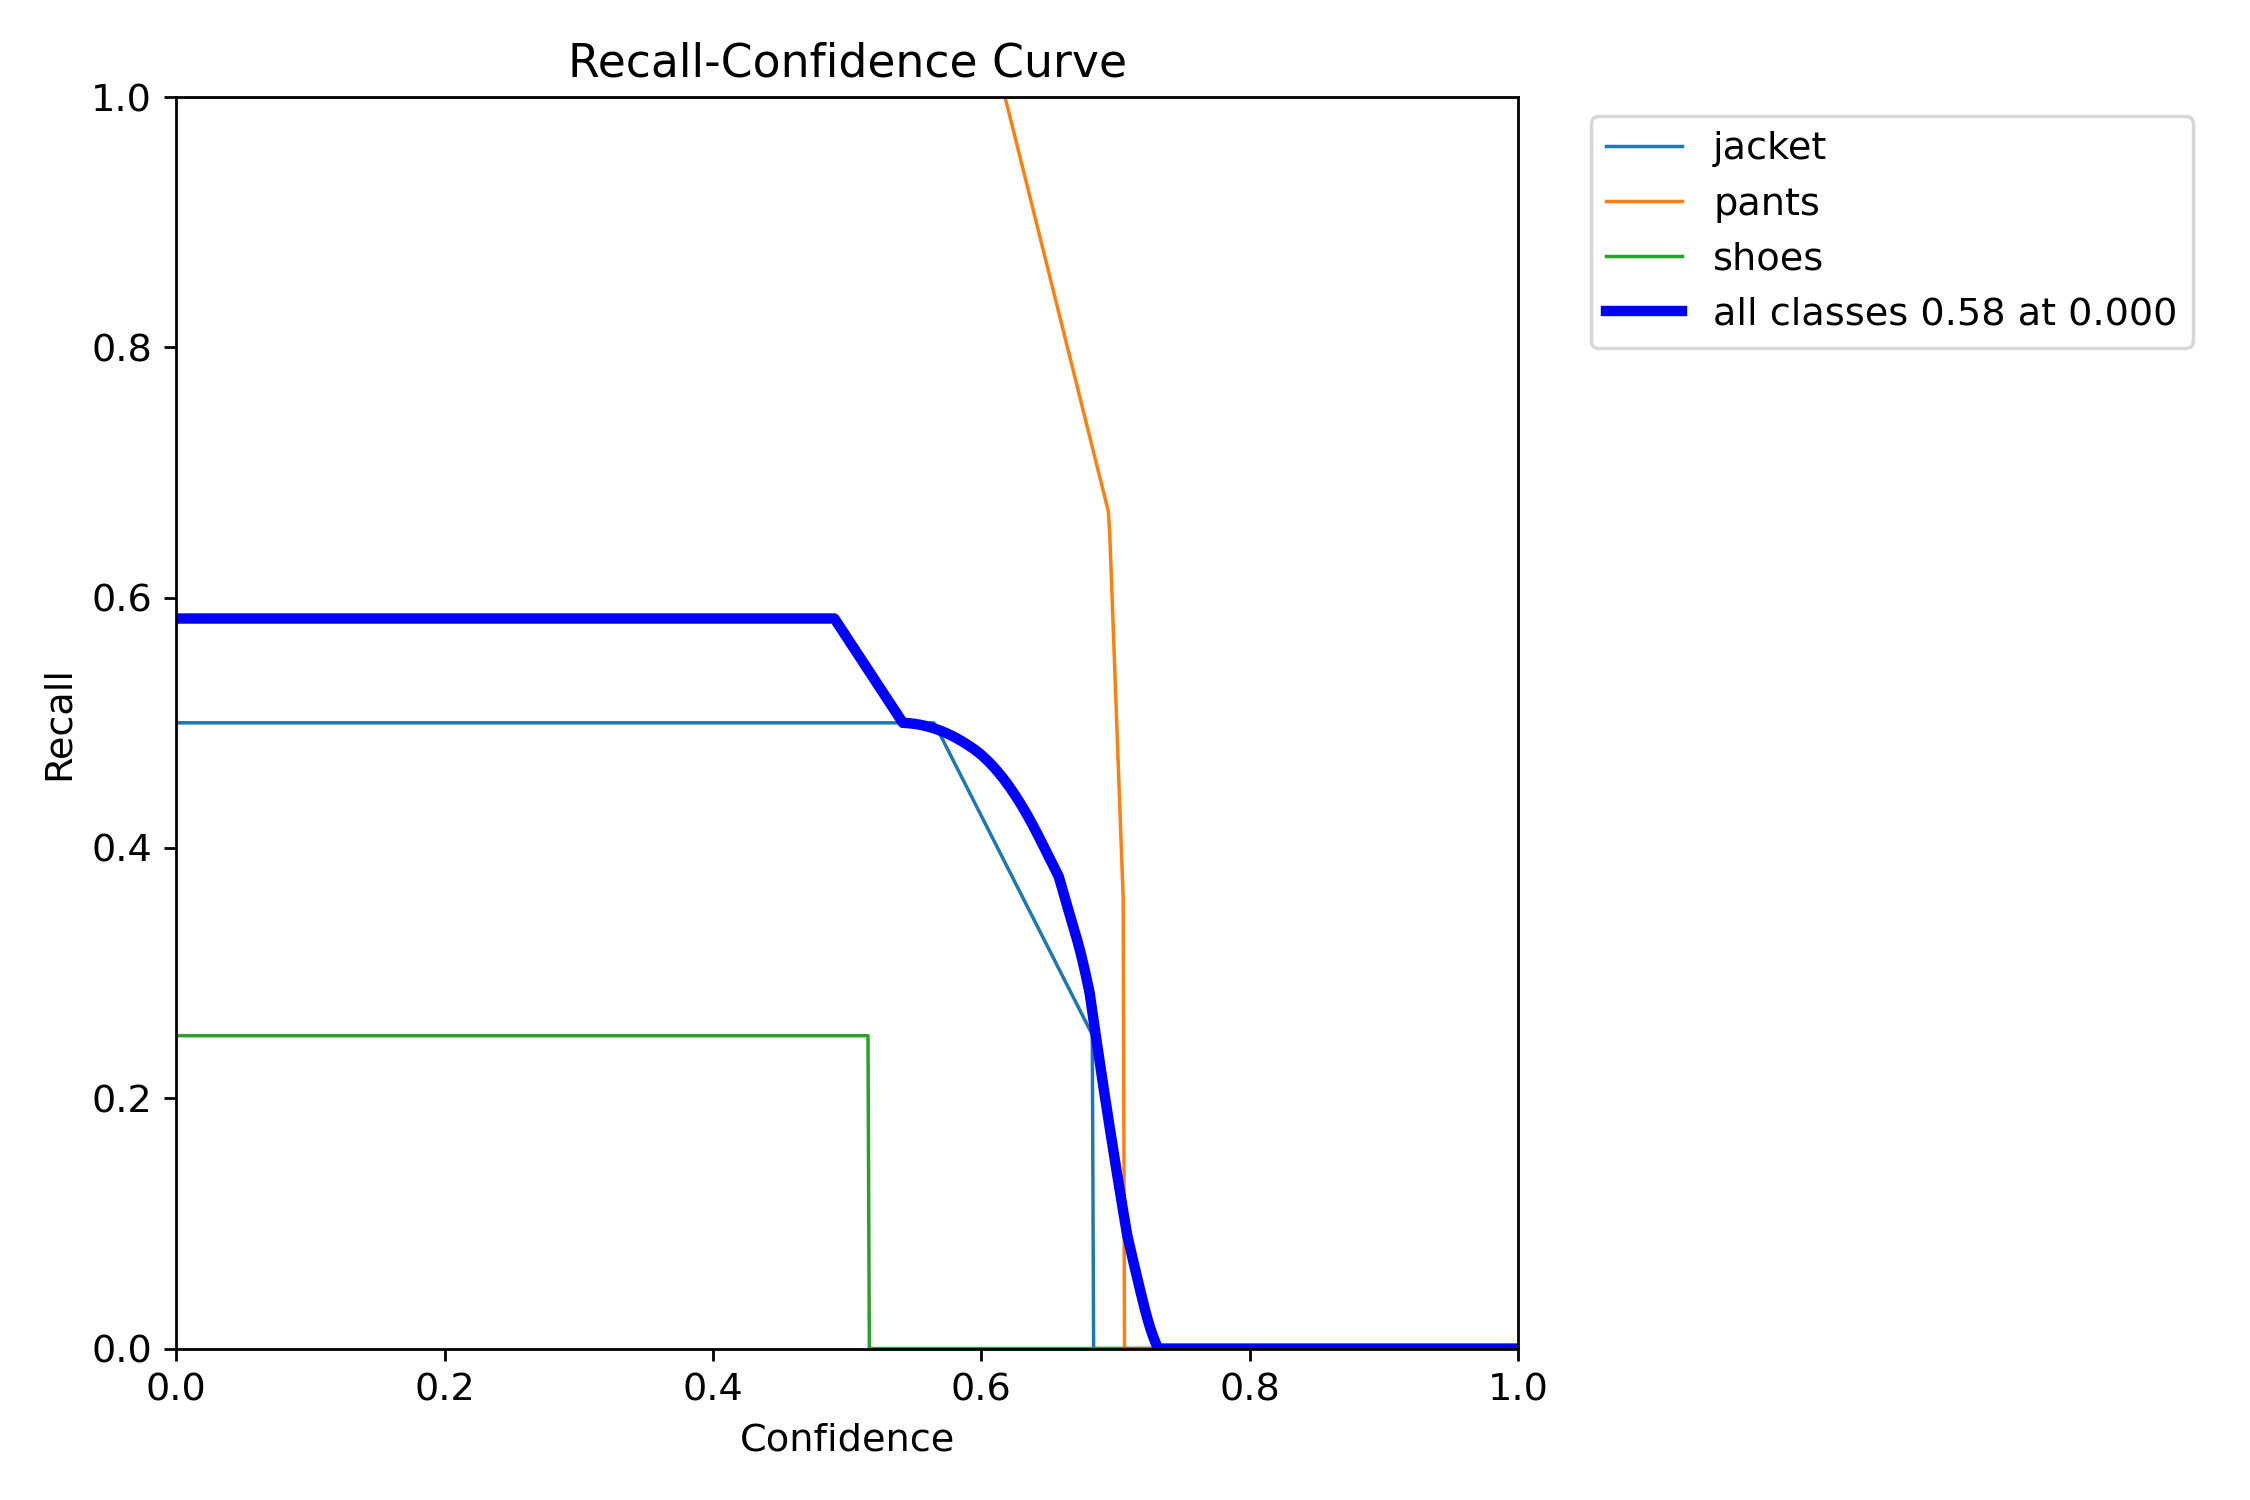 Recall-Confidence Curve
1.0
0.8
0.6
0.4
0.2
0.0
Recall
0.0 0.2 0.4 0.6 0.8 1.0
Confidence
jacket
pants
shoes
all classes 0.58 at 0.000